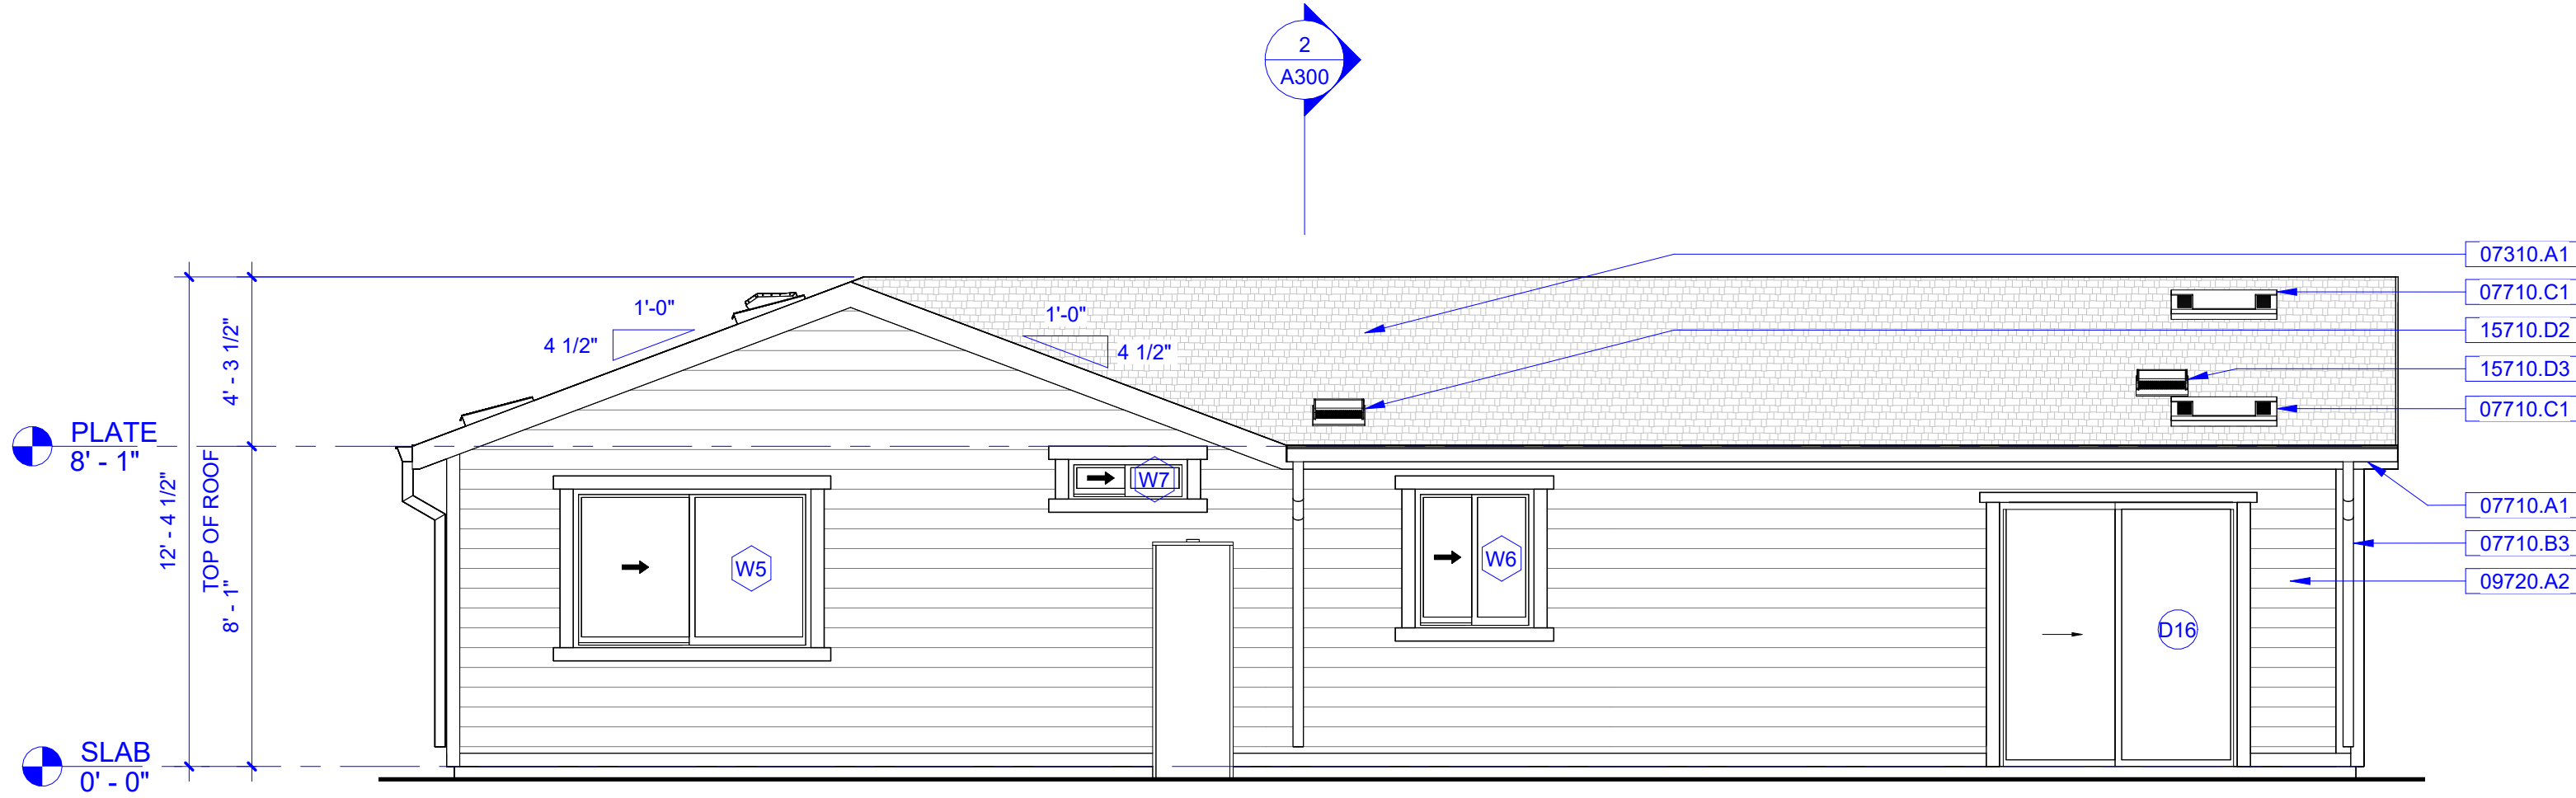 2
A300
07310.A1
07710.C1
15710.D2
15710.D3
07710.C1
1'-0"
4 1/2"
1'-0"
4 1/2"
4' - 3 1/2"
PLATE
8' - 1"
12' - 4 1/2"
TOP OF ROOF
8' - 1"
W7
W5
W6
D16
07710.A1
07710.B3
09720.A2
SLAB
0' - 0"